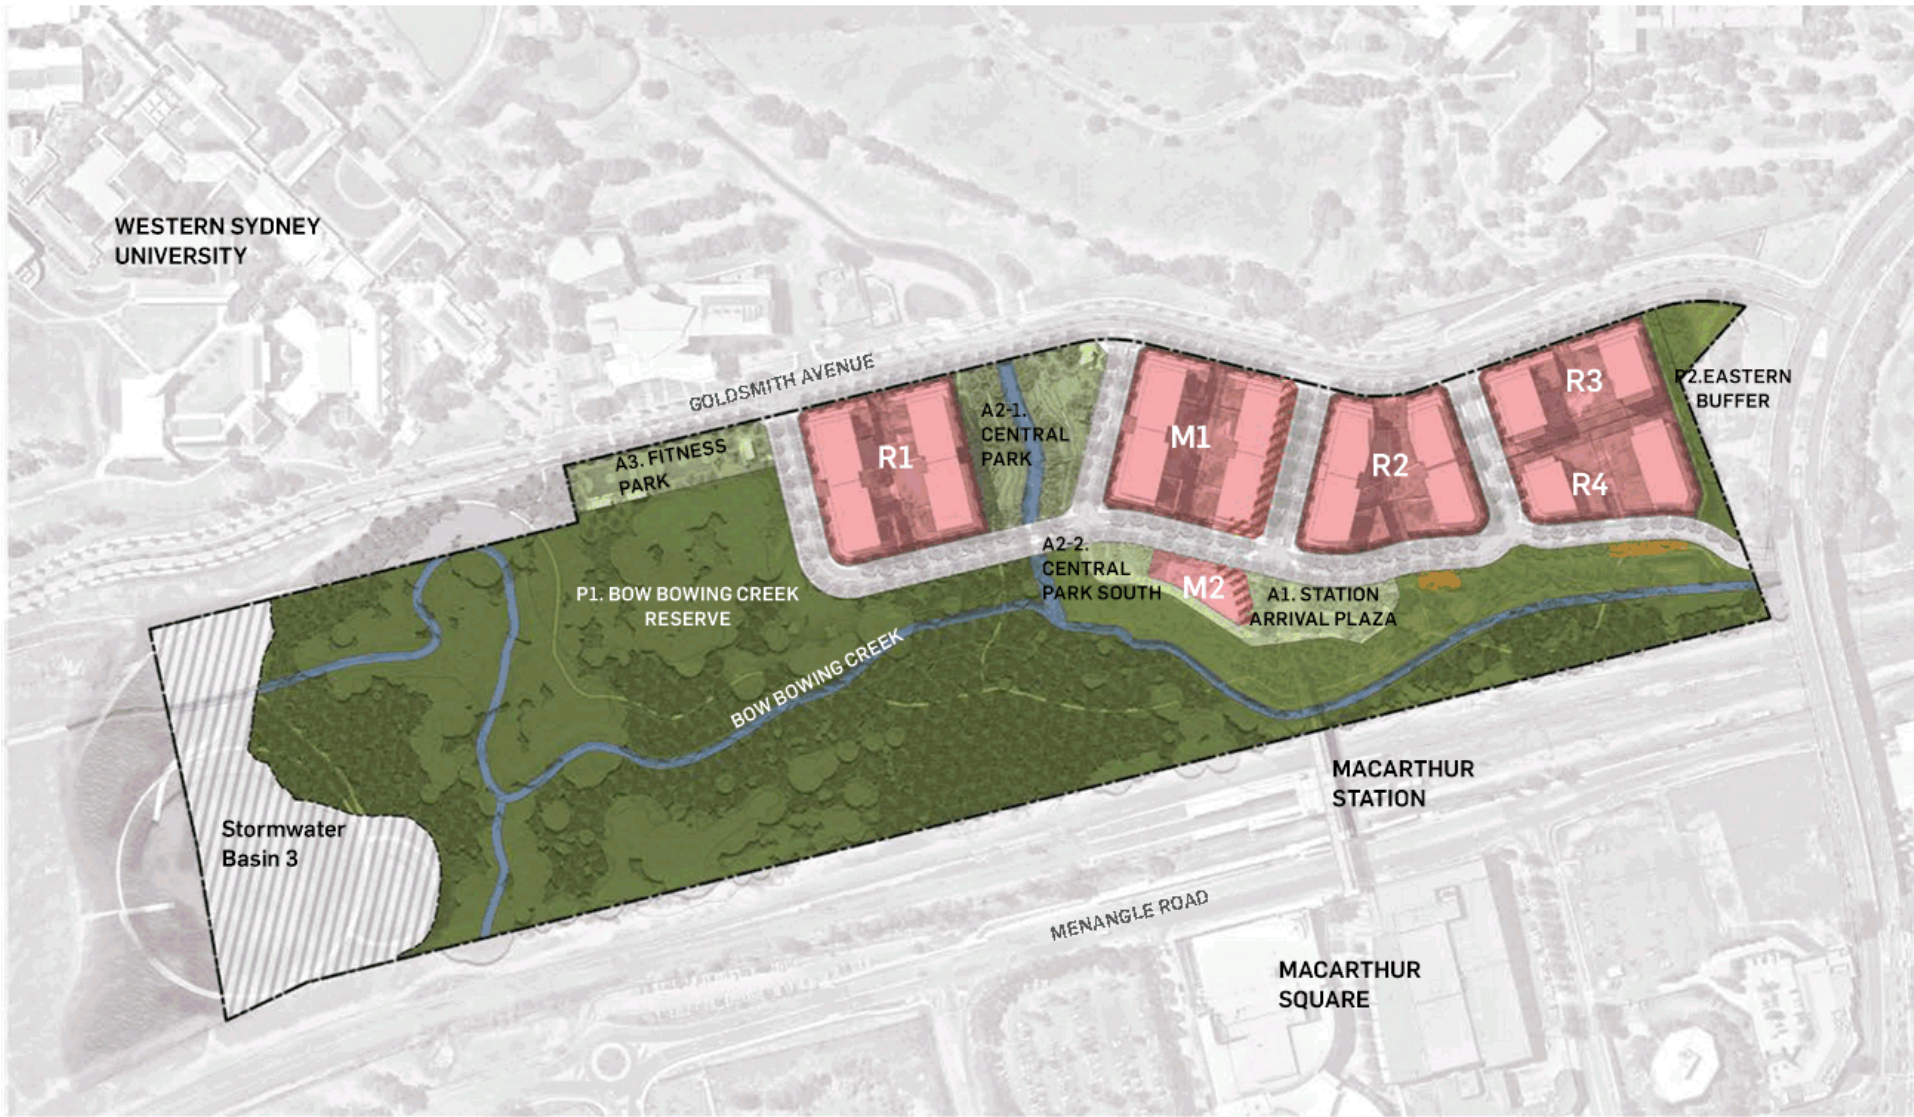 WESTERN SYDNEY
UNIVERSITY
GOLDSMITH AVENUE
A3. FITNESS
PARK
R1
A2-1.
CENTRAL
PARK
M1
R2
R3
R4
P2.EASTERN
BUFFER
A2-2.
CENTRAL
PARK SOUTH
M2
A1. STATION
ARRIVAL PLAZA
P1. BOW BOWING CREEK
RESERVE
BOW BOWING CREEK
Stormwater
Basin 3
MACARTHUR
STATION
MENANGLE ROAD
MACARTHUR
SQUARE